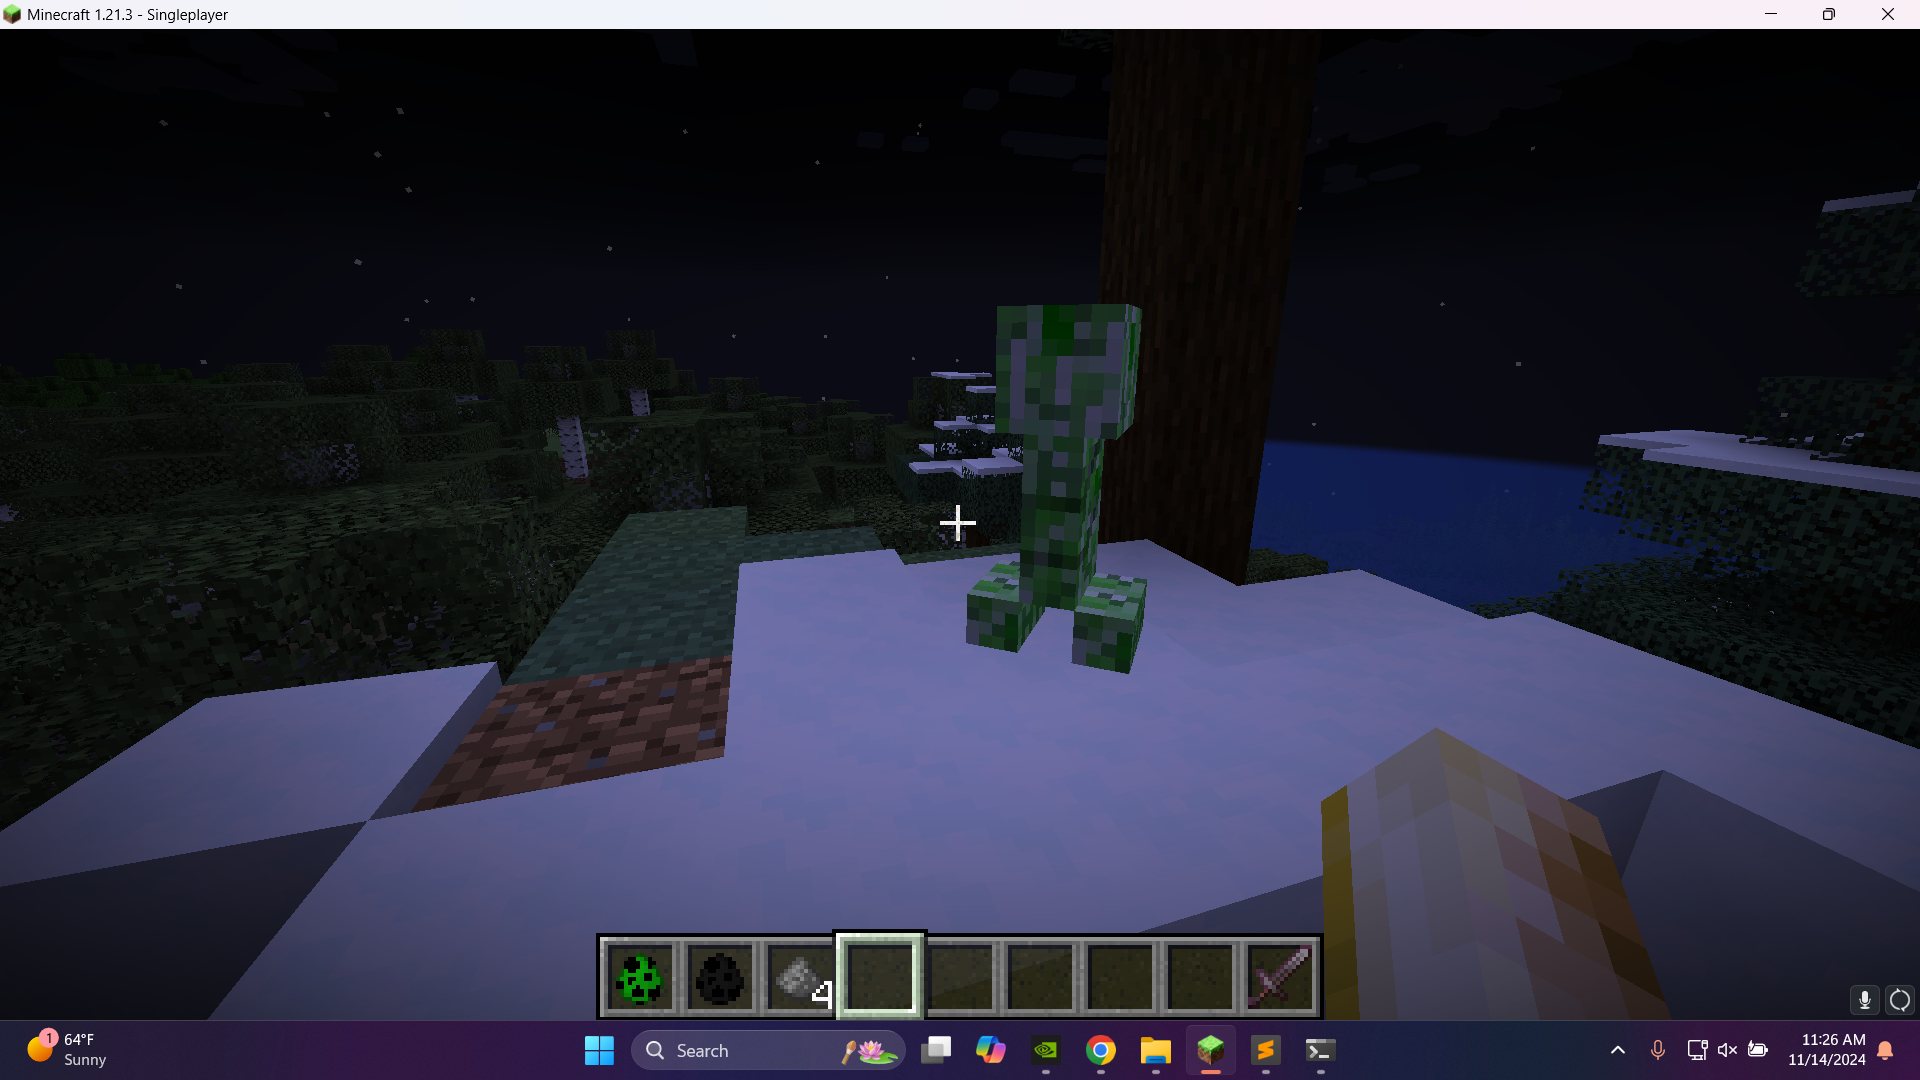 Minecraft 1.21.3 - Singleplayer
4
1
64°F
Sunny
Search
11:26 AM
11/14/2024